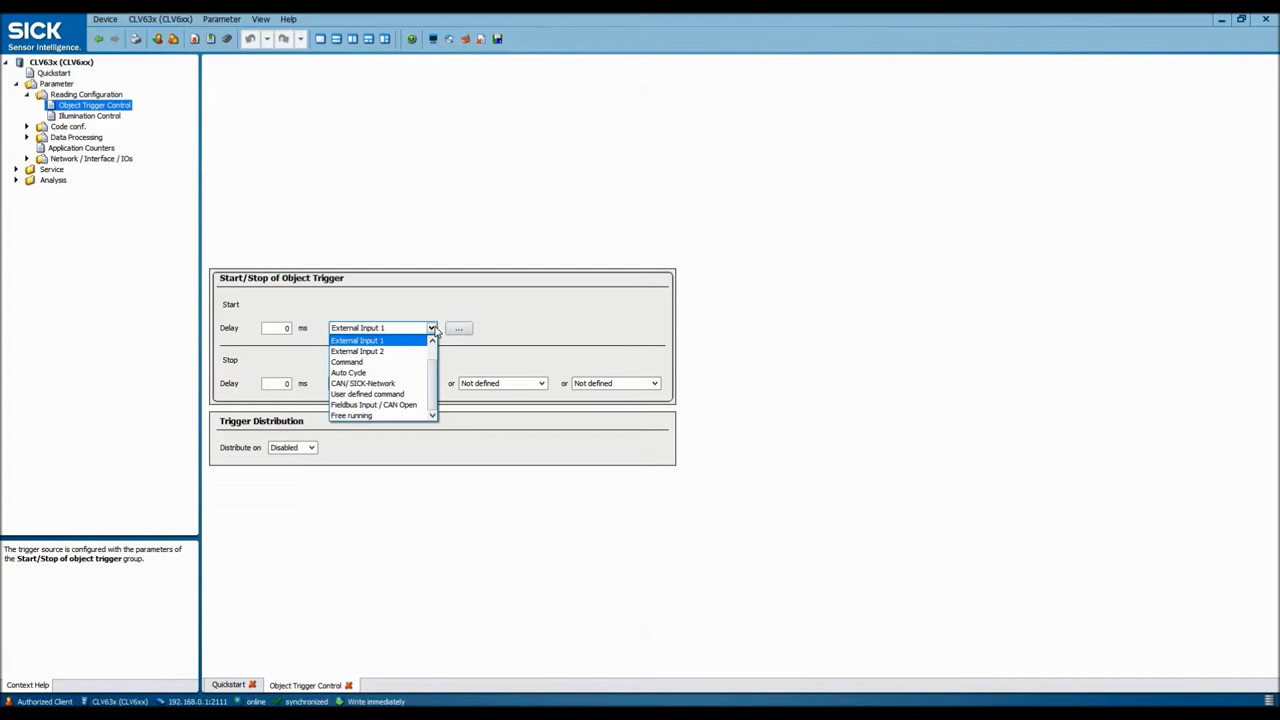 SICK
Sensor Intelligence.
Device CLV63x (CLV6xx) Parameter View Help
CLV63x (CLV6xx)
Quickstart
Parameter
Reading Configuration
Object Trigger Control
Illumination Control
Code conf.
Data Processing
Application Counters
Network / Interface / IOs
Service
Analysis
Start/Stop of Object Trigger
Start
Delay 0 ms External Input 1 ...
External Input 1
External Input 2
Command
Auto Cycle
CAN/ SICK-Network
User defined command
Fieldbus Input / CAN Open
Free running
Stop
Delay 0 ms or Not defined or Not defined
Trigger Distribution
Distribute on Disabled
The trigger source is configured with the parameters of
the Start/Stop of object trigger group.
Context Help
Quickstart Object Trigger Control
Authorized Client CLV63x (CLV6xx) 192.168.0.1:2111 online synchronized Write immediately